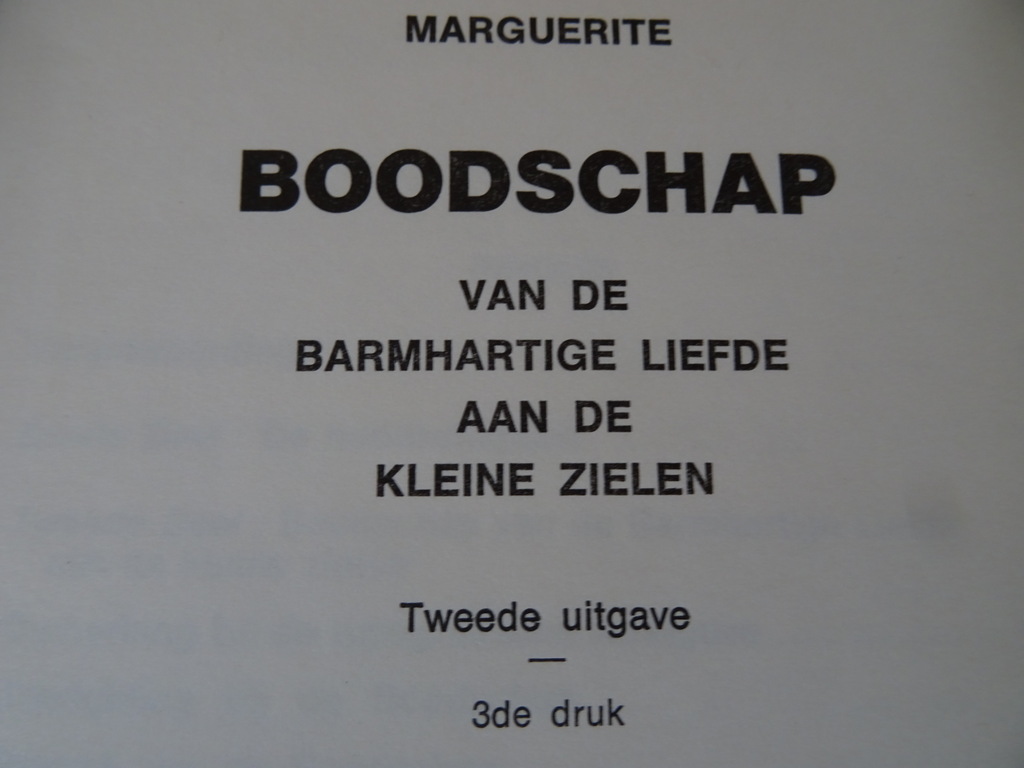 MARGUERITE
BOODSCHAP
VAN DE
BARMHARTIGE LIEFDE
AAN DE
KLEINE ZIELEN
Tweede uitgave
3de druk